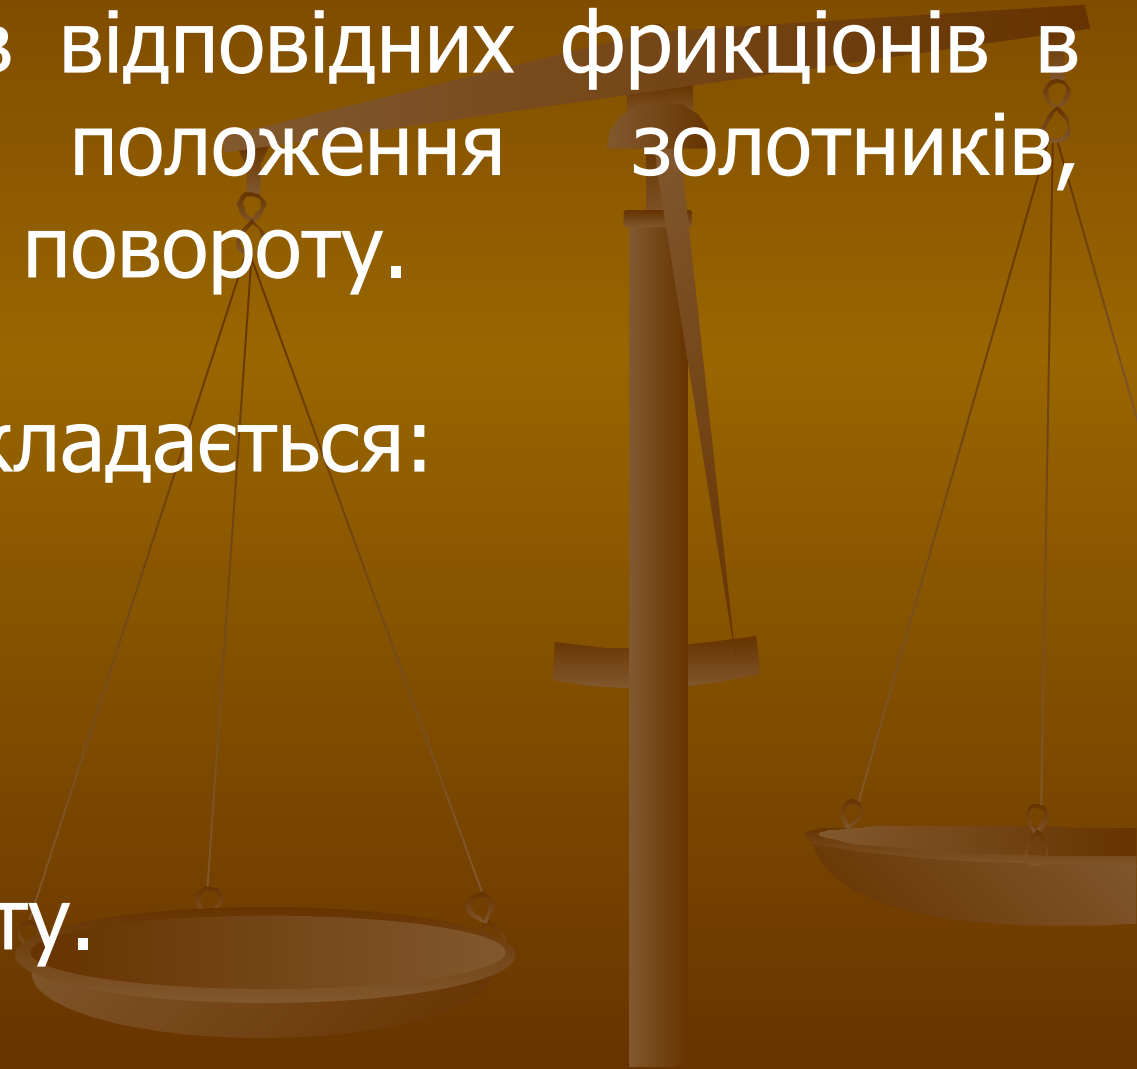 в відповідних фрикціонів в
положення золотників,
повороту.
кладається:
ту.